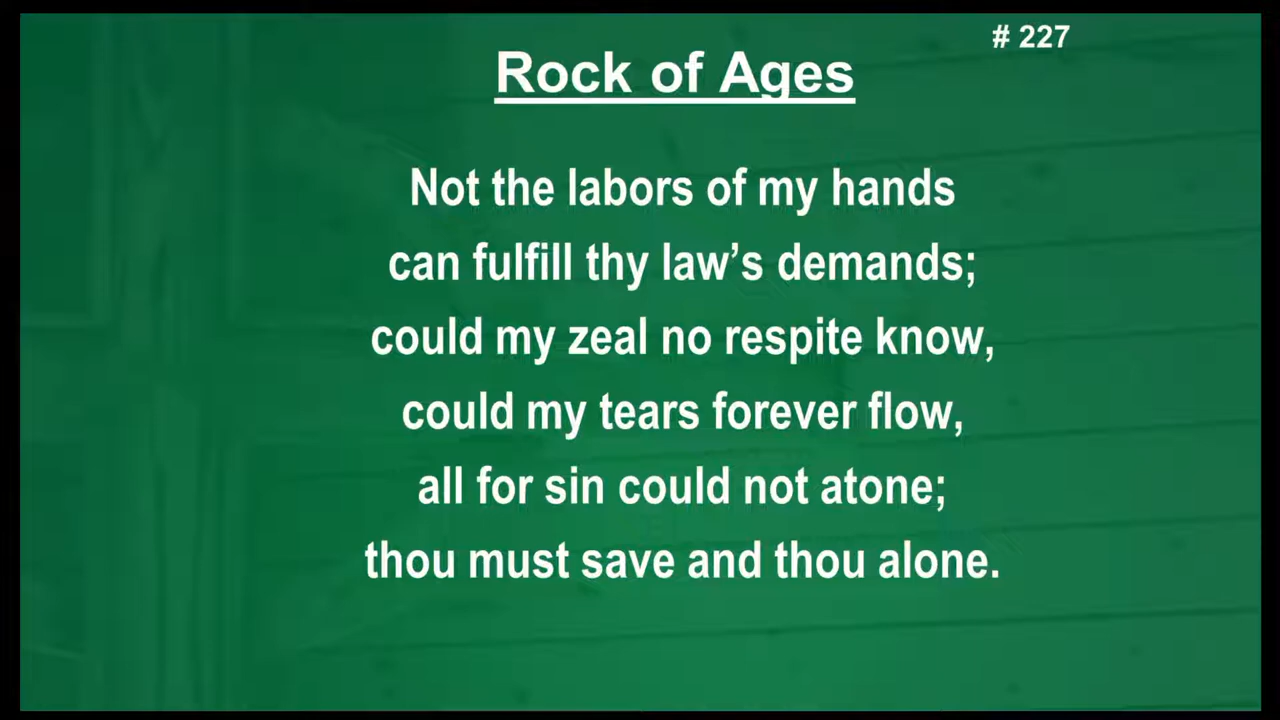 # 227
Rock of Ages
Not the labors of my hands
can fulfill thy law’s demands;
could my zeal no respite know,
could my tears forever flow,
all for sin could not atone;
thou must save and thou alone.